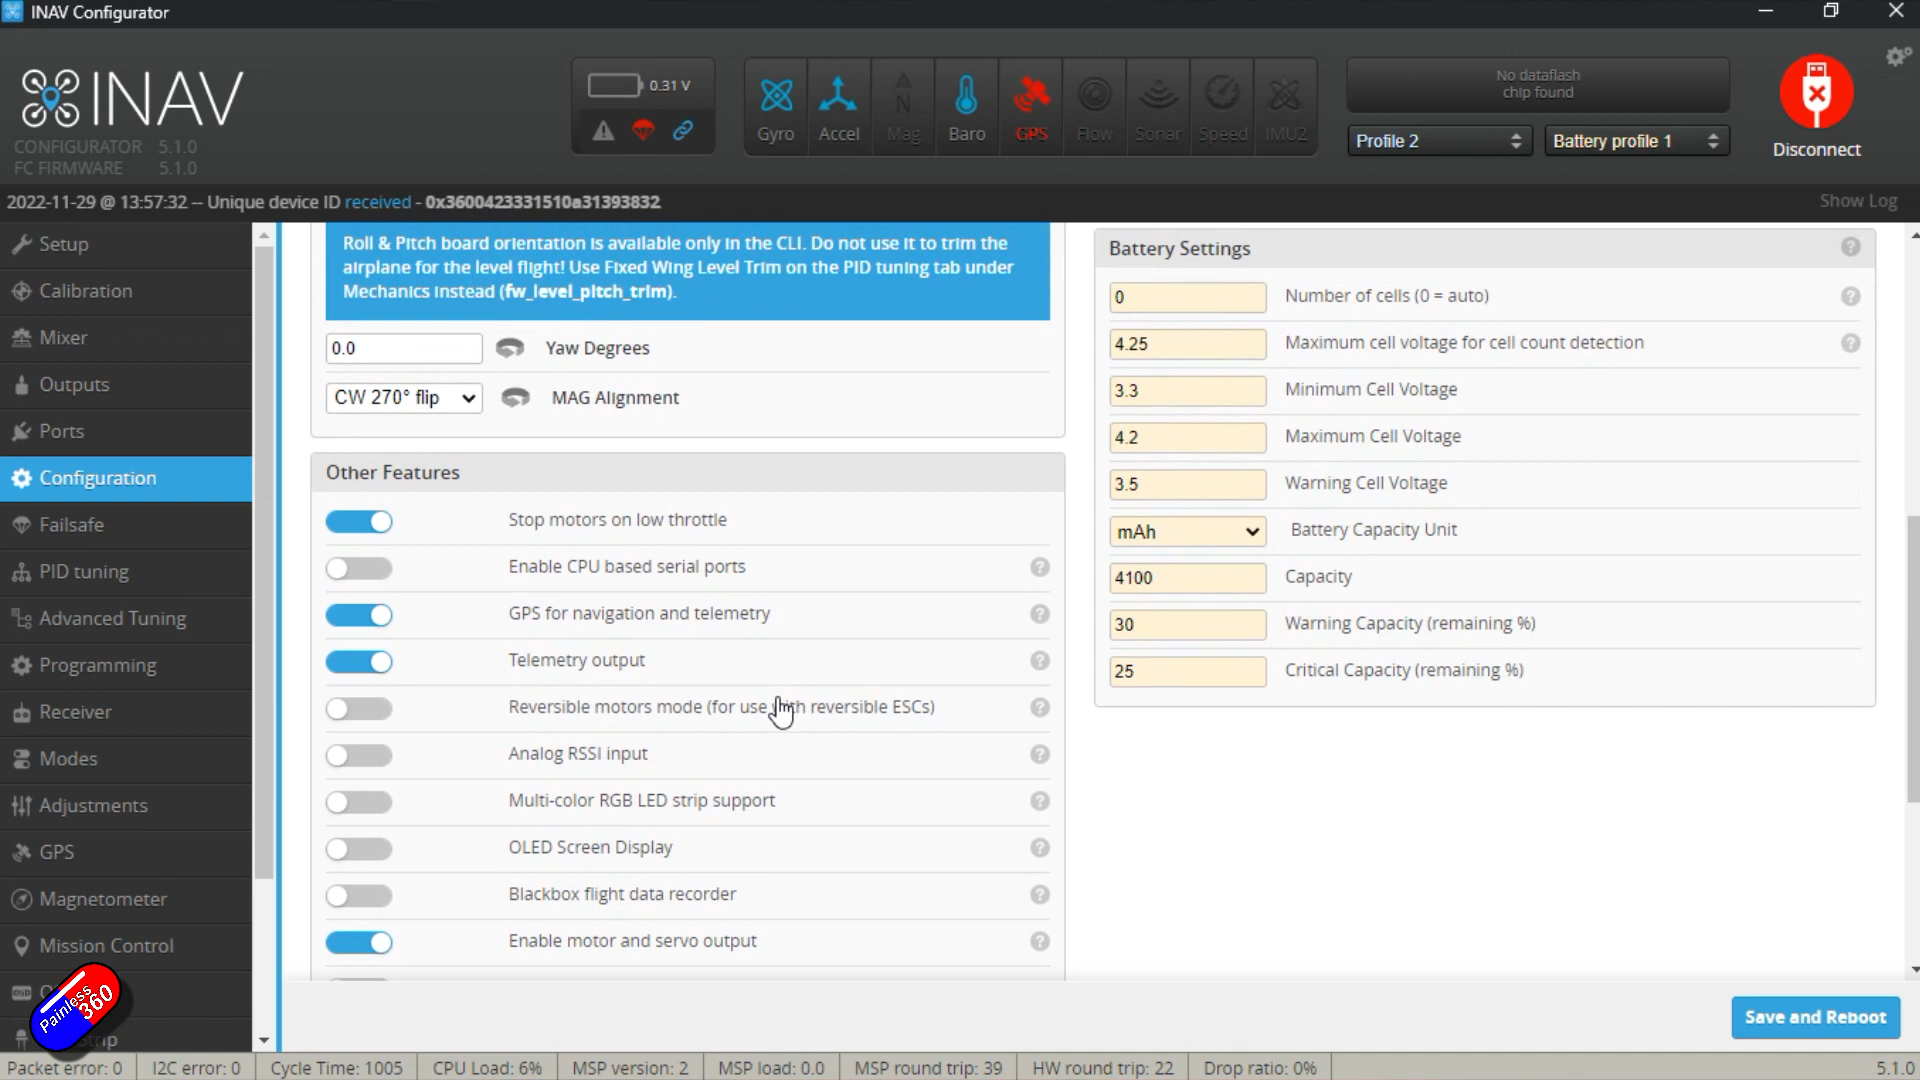 INAV Configurator
INAV
CONFIGURATOR 5.1.0
FC FIRMWARE 5.1.0
0.31 V
Gyro
Accel
Mag
N
Baro
GPS
Flow
Sonar
Speed
IMU2
No dataflash
chip found
Profile 2
Battery profile 1
Disconnect
2022-11-29 @ 13:57:32 -- Unique device ID received - 0x3600423331510a31393832
Show Log
Setup
Calibration
Mixer
Outputs
Ports
Configuration
Failsafe
PID tuning
Advanced Tuning
Programming
Receiver
Modes
Adjustments
GPS
Magnetometer
Mission Control
OSD
Painless
360
Roll & Pitch board orientation is available only in the CLI. Do not use it to trim the
airplane for the level flight! Use Fixed Wing Level Trim on the PID tuning tab under
Mechanics instead (fw_level_pitch_trim).
0.0 Yaw Degrees
CW 270° flip MAG Alignment
Other Features
Stop motors on low throttle
Enable CPU based serial ports
GPS for navigation and telemetry
Telemetry output
Reversible motors mode (for use with reversible ESCs)
Analog RSSI input
Multi-color RGB LED strip support
OLED Screen Display
Blackbox flight data recorder
Enable motor and servo output
Battery Settings
0 Number of cells (0 = auto)
4.25 Maximum cell voltage for cell count detection
3.3 Minimum Cell Voltage
4.2 Maximum Cell Voltage
3.5 Warning Cell Voltage
mAh Battery Capacity Unit
4100 Capacity
30 Warning Capacity (remaining %)
25 Critical Capacity (remaining %)
Save and Reboot
Packet error: 0
I2C error: 0
Cycle Time: 1005
CPU Load: 6%
MSP version: 2
MSP load: 0.0
MSP round trip: 39
HW round trip: 22
Drop ratio: 0%
5.1.0